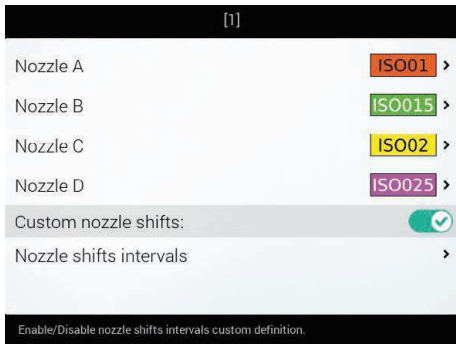 [1]
Nozzle A ISO01 >
Nozzle B ISO015 >
Nozzle C ISO02 >
Nozzle D ISO025 >
Custom nozzle shifts:
Nozzle shifts intervals >
Enable/Disable nozzle shifts intervals custom definition.